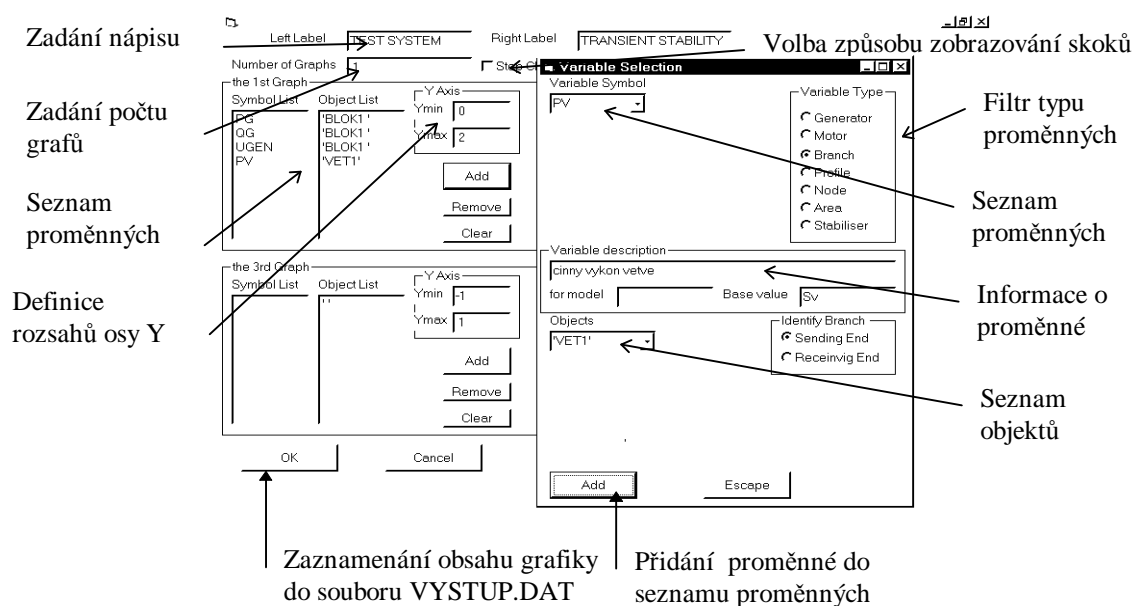 Zadání nápisu
Left Label TEST SYSTEM Right Label TRANSIENT STABILITY
Volba způsobu zobrazování skoků
Number of Graphs 1
Variable Selection
the 1st Graph
Symbol List Object List
PG 'BLOK1 '
QG 'BLOK1 '
UGEN 'BLOK1 '
PV 'VET1'
Y Axis
Ymin 0
Ymax 2
Add
Remove
Clear
Zadání počtu
grafů
Seznam
proměnných
Definice
rozsahů osy Y
the 3rd Graph
Symbol List Object List
' '
Y Axis
Ymin -1
Ymax 1
Add
Remove
Clear
OK
Cancel
Variable Symbol
PV
Variable Type
Generator
Motor
Branch
Profile
Node
Area
Stabiliser
Filtr typu
proměnných
Seznam
proměnných
Variable description
cinny vykon vetve
for model Base value Sv
Informace o
proměnné
Objects
'VET1'
Identify Branch
Sending End
Receinvig End
Seznam
objektů
Add
Escape
Zaznamenání obsahu grafiky
do souboru VYSTUP.DAT
Přidání proměnné do
seznamu proměnných